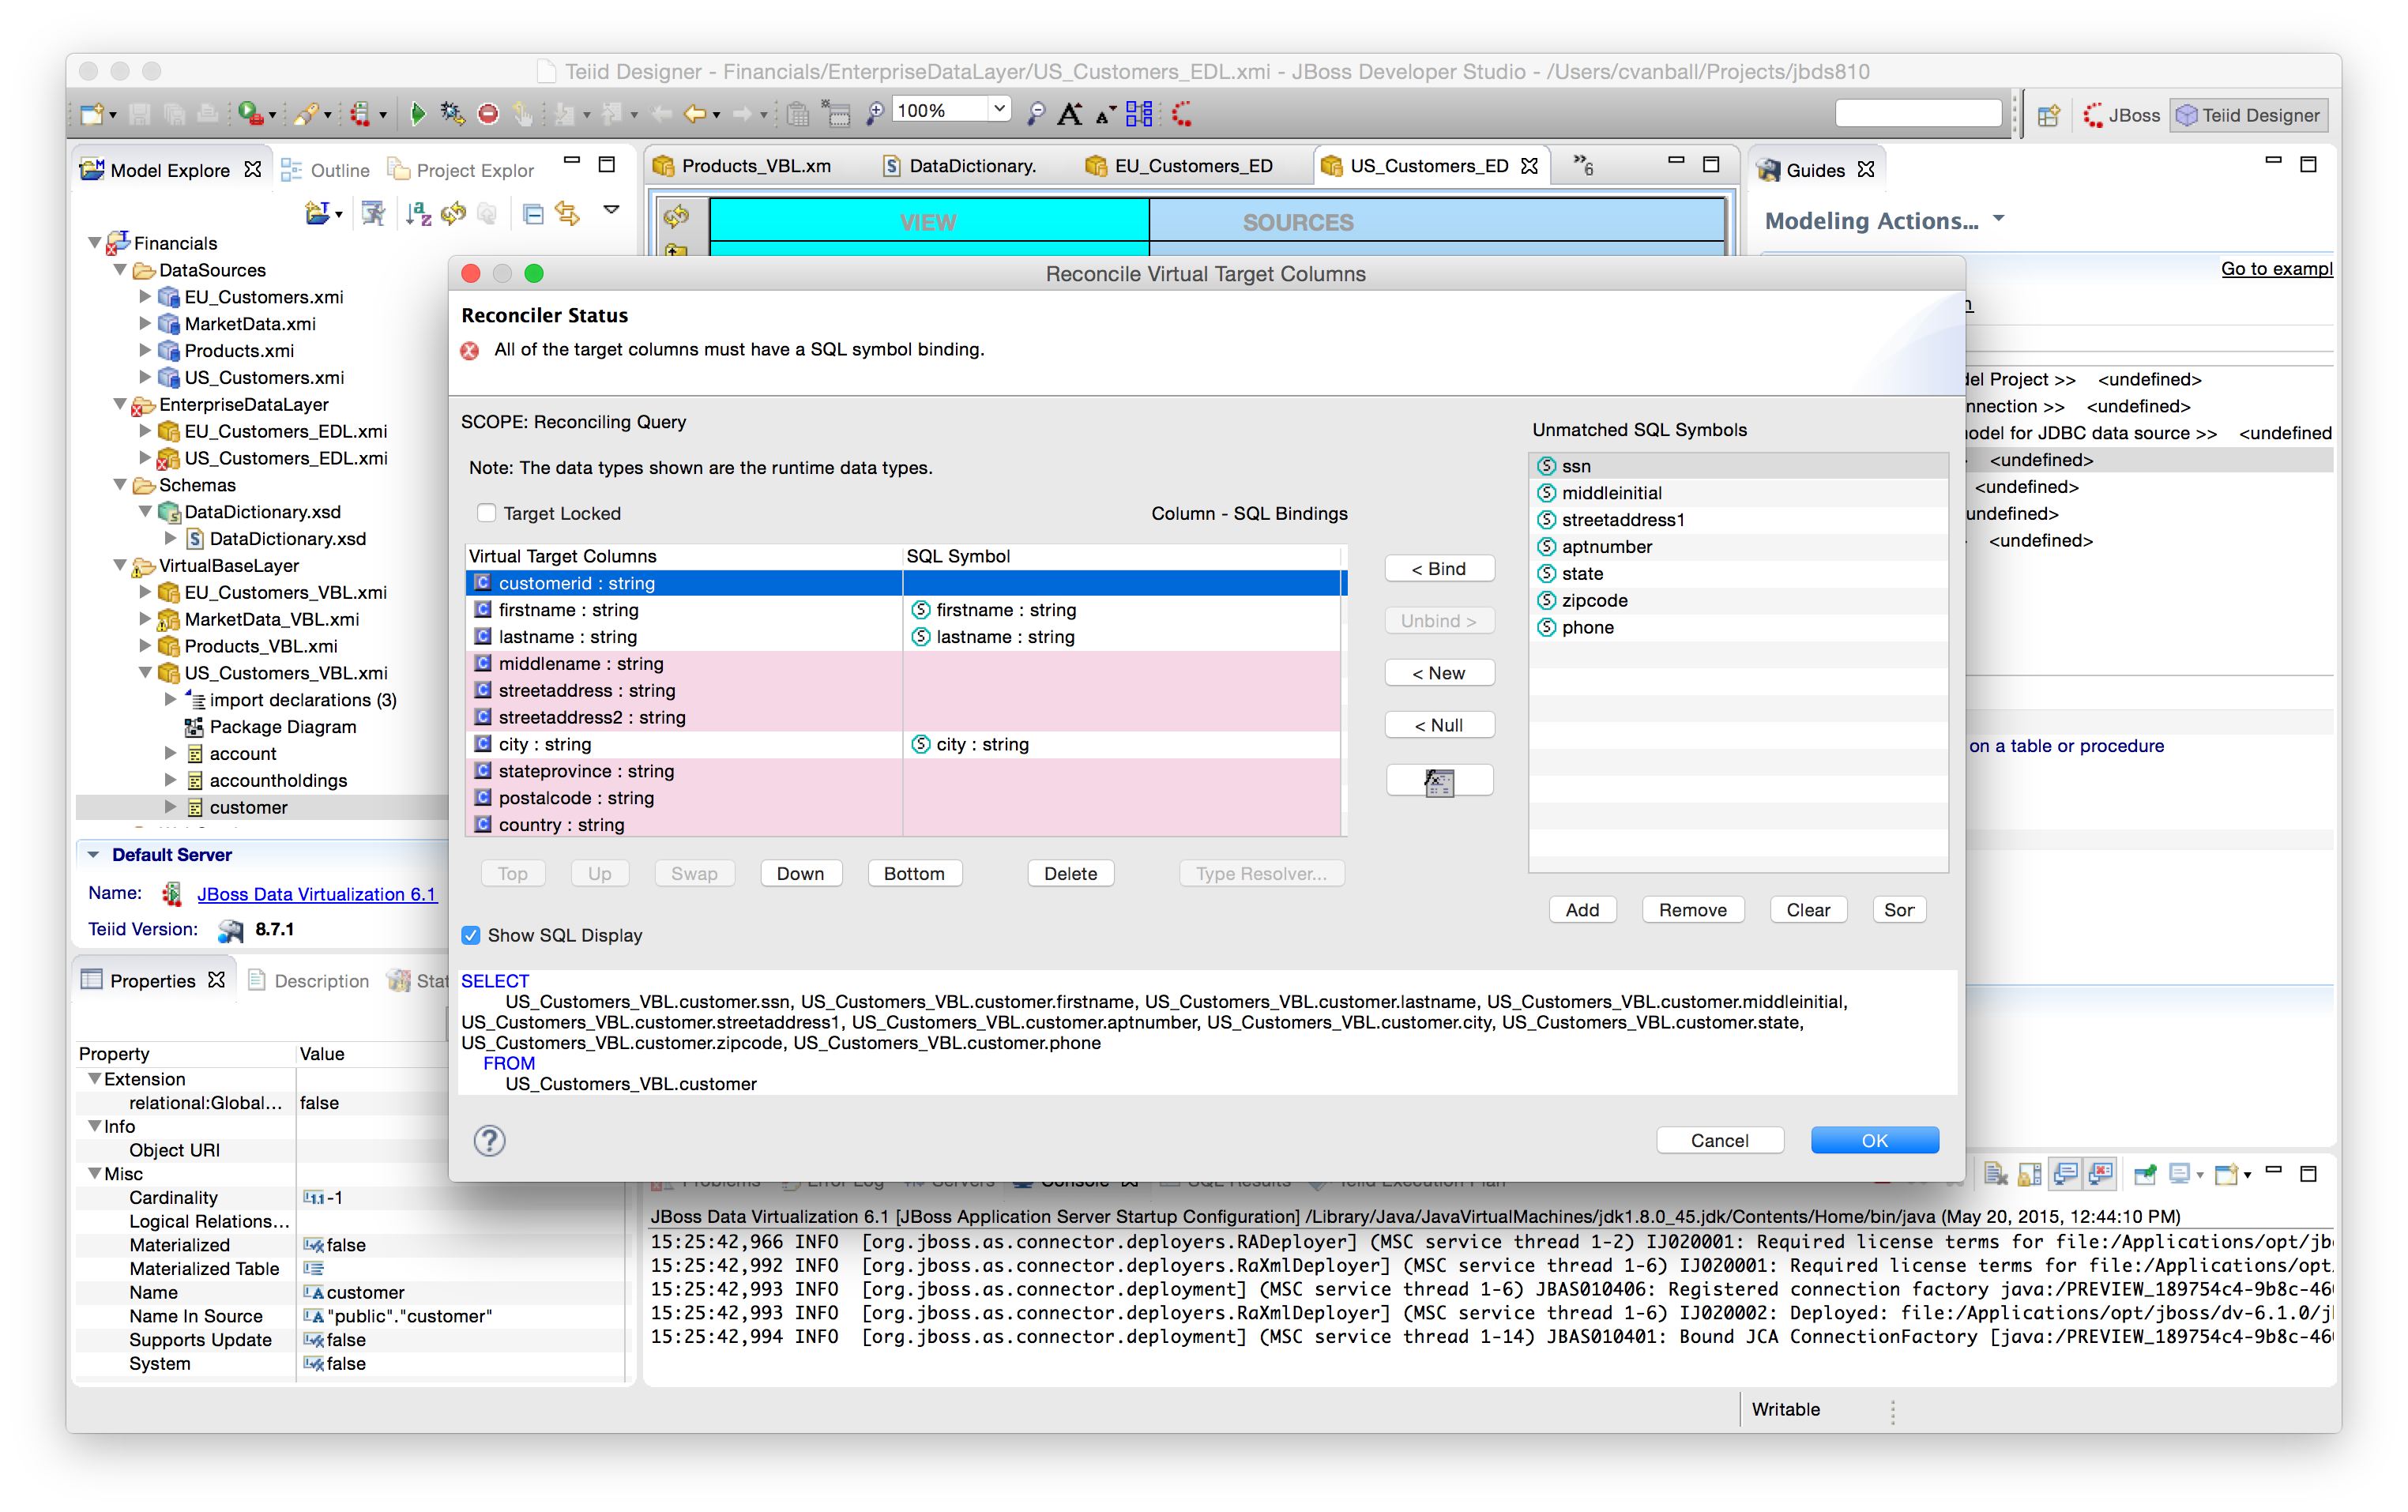 Teiid Designer - Financials/EnterpriseDataLayer/US_Customers_EDL.xmi - JBoss Developer Studio - /Users/cvanball/Projects/jbds810
100%
JBoss
Teiid Designer
Model Explore
Outline
Project Explor
Financials
DataSources
EU_Customers.xmi
MarketData.xmi
Products.xmi
US_Customers.xmi
EnterpriseDataLayer
EU_Customers_EDL.xmi
US_Customers_EDL.xmi
Schemas
DataDictionary.xsd
DataDictionary.xsd
VirtualBaseLayer
EU_Customers_VBL.xmi
MarketData_VBL.xmi
Products_VBL.xmi
US_Customers_VBL.xmi
import declarations (3)
Package Diagram
account
accountholdings
customer
Default Server
Name: JBoss Data Virtualization 6.1
Teiid Version: 8.7.1
Properties
Description
Stat
Property Value
Extension
relational:Global... false
Info
Object URI
Misc
Cardinality -1
Logical Relations...
Materialized false
Materialized Table
Name customer
Name In Source "public"."customer"
Supports Update false
System false
Products_VBL.xm
DataDictionary.
EU_Customers_ED
US_Customers_ED
»6
VIEW
SOURCES
Guides
Modeling Actions...
Go to exampl
del Project >> <undefined>
nnection >> <undefined>
odel for JDBC data source >> <undefined
<undefined>
<undefined>
undefined>
<undefined>
on a table or procedure
Reconcile Virtual Target Columns
Reconciler Status
All of the target columns must have a SQL symbol binding.
SCOPE: Reconciling Query
Note: The data types shown are the runtime data types.
Target Locked
Column - SQL Bindings
Virtual Target Columns SQL Symbol
customerid : string
firstname : string firstname : string
lastname : string lastname : string
middlename : string
streetaddress : string
streetaddress2 : string
city : string city : string
stateprovince : string
postalcode : string
country : string
< Bind
Unbind >
< New
< Null
Unmatched SQL Symbols
ssn
middleinitial
streetaddress1
aptnumber
state
zipcode
phone
Top Up Swap Down Bottom Delete Type Resolver...
Add Remove Clear Sor
Show SQL Display
SELECT
US_Customers_VBL.customer.ssn, US_Customers_VBL.customer.firstname, US_Customers_VBL.customer.lastname, US_Customers_VBL.customer.middleinitial,
US_Customers_VBL.customer.streetaddress1, US_Customers_VBL.customer.aptnumber, US_Customers_VBL.customer.city, US_Customers_VBL.customer.state,
US_Customers_VBL.customer.zipcode, US_Customers_VBL.customer.phone
FROM
US_Customers_VBL.customer
Cancel
OK
Problems Error Log Servers Console SQL Results Teiid Execution Plan
JBoss Data Virtualization 6.1 [JBoss Application Server Startup Configuration] /Library/Java/JavaVirtualMachines/jdk1.8.0_45.jdk/Contents/Home/bin/java (May 20, 2015, 12:44:10 PM)
15:25:42,966 INFO [org.jboss.as.connector.deployers.RADeployer] (MSC service thread 1-2) IJ020001: Required license terms for file:/Applications/opt/jb
15:25:42,992 INFO [org.jboss.as.connector.deployers.RaXmlDeployer] (MSC service thread 1-6) IJ020001: Required license terms for file:/Applications/opt
15:25:42,993 INFO [org.jboss.as.connector.deployment] (MSC service thread 1-6) JBAS010406: Registered connection factory java:/PREVIEW_189754c4-9b8c-46
15:25:42,993 INFO [org.jboss.as.connector.deployers.RaXmlDeployer] (MSC service thread 1-6) IJ020002: Deployed: file:/Applications/opt/jboss/dv-6.1.0/j
15:25:42,994 INFO [org.jboss.as.connector.deployment] (MSC service thread 1-14) JBAS010401: Bound JCA ConnectionFactory [java:/PREVIEW_189754c4-9b8c-46
Writable